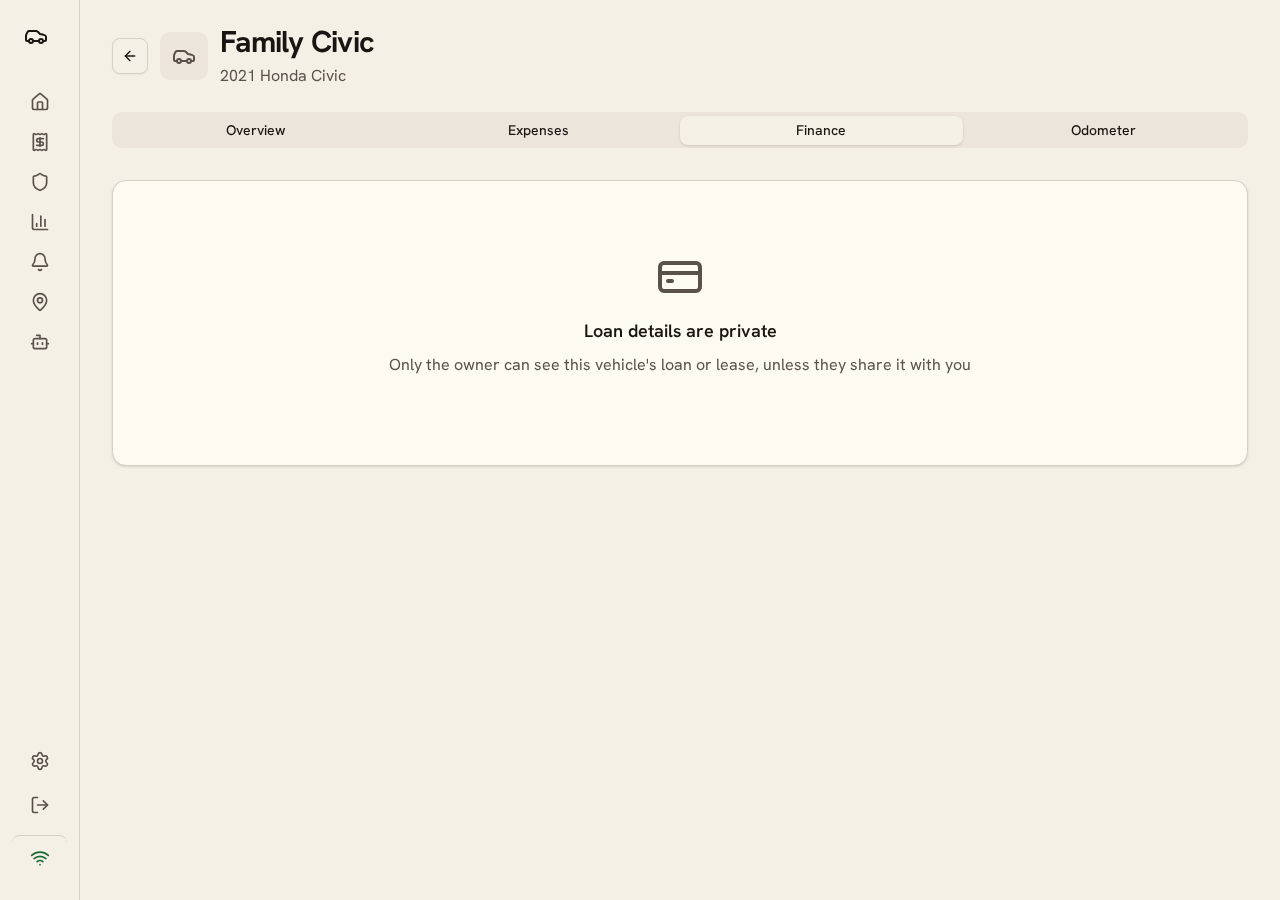 Family Civic
2021 Honda Civic
Overview
Expenses
Finance
Odometer
Loan details are private
Only the owner can see this vehicle's loan or lease, unless they share it with you